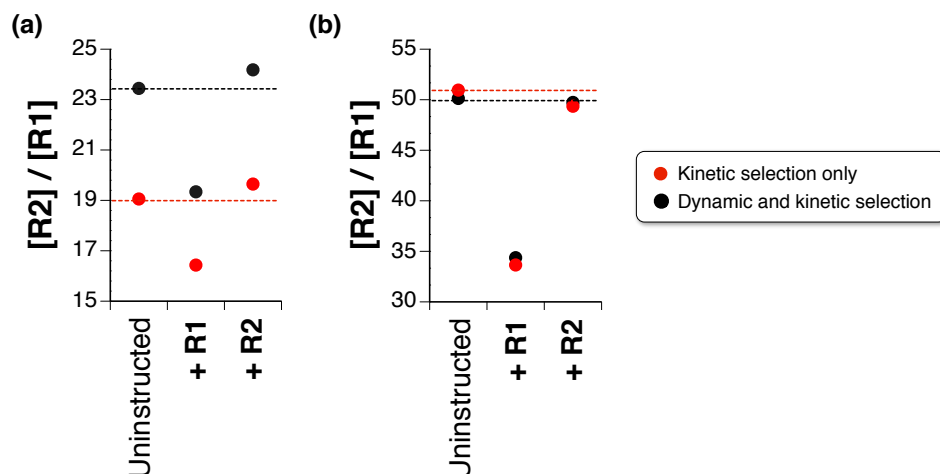 (a)
[R2] / [R1]
25
23
21
19
17
15
Uninstructed
+ R1
+ R2
(b)
[R2] / [R1]
55
50
45
40
35
30
Uninstructed
+ R1
+ R2
Kinetic selection only
Dynamic and kinetic selection